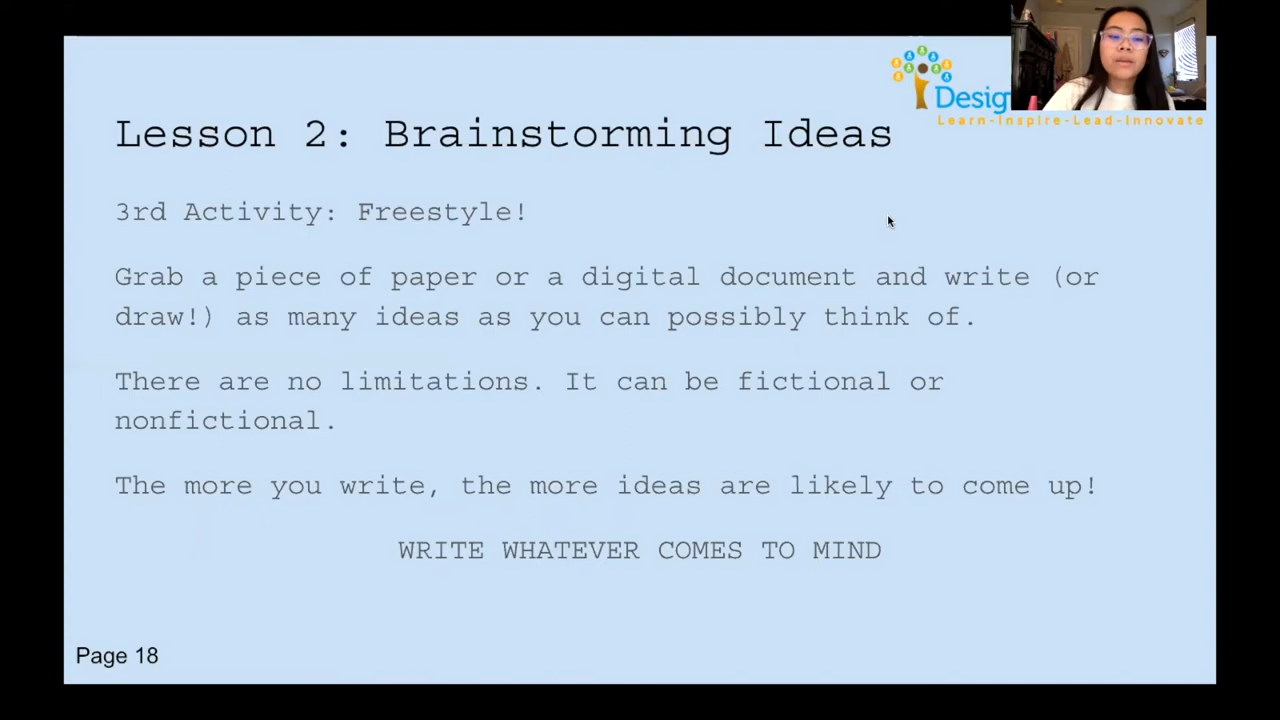 Desig
Learn-Inspire-Lead-Innovate
Lesson 2: Brainstorming Ideas
3rd Activity: Freestyle!
Grab a piece of paper or a digital document and write (or
draw!) as many ideas as you can possibly think of.
There are no limitations. It can be fictional or
nonfictional.
The more you write, the more ideas are likely to come up!
WRITE WHATEVER COMES TO MIND
Page 18